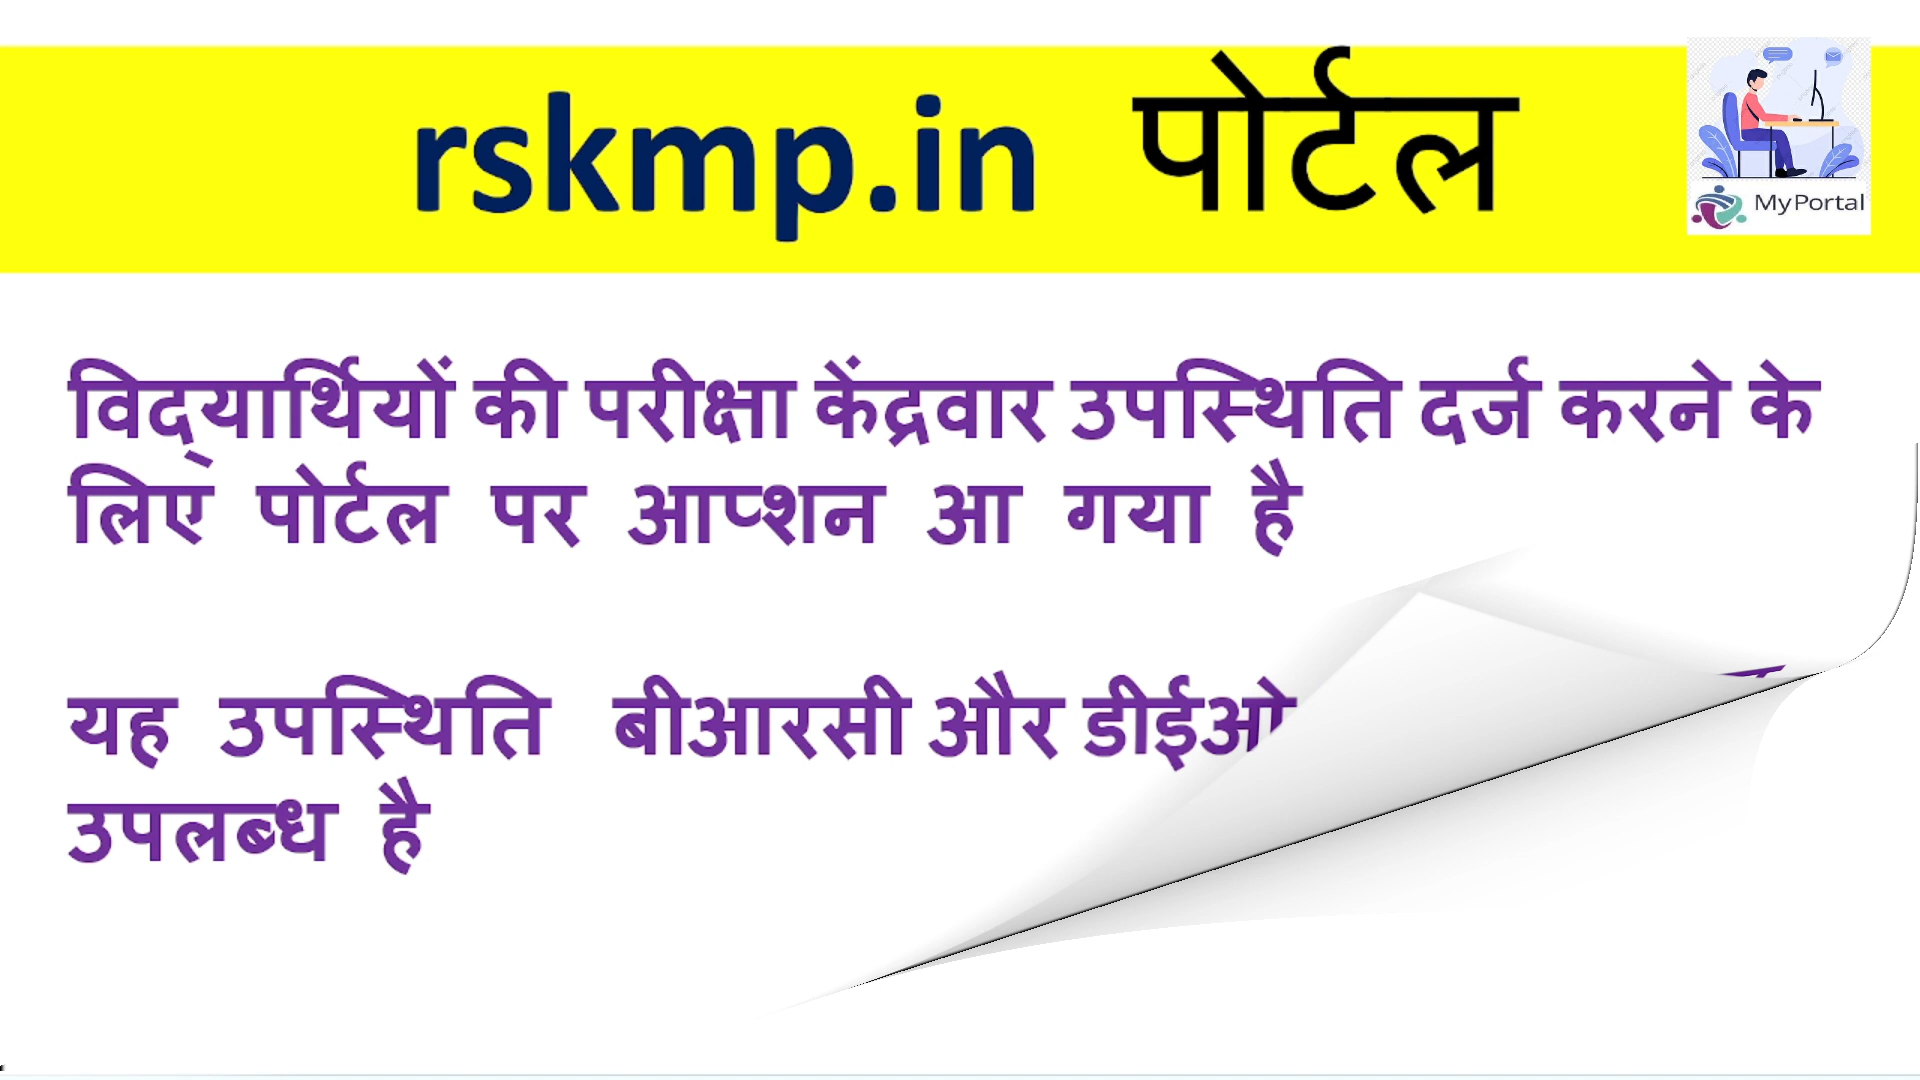 rskmp.in पोर्टल
MyPortal
विद्यार्थियों की परीक्षा केंद्रवार उपस्थिति दर्ज करने के
लिए पोर्टल पर आप्शन आ गया है
यह उपस्थिति बीआरसी और डीईओ
उपलब्ध है